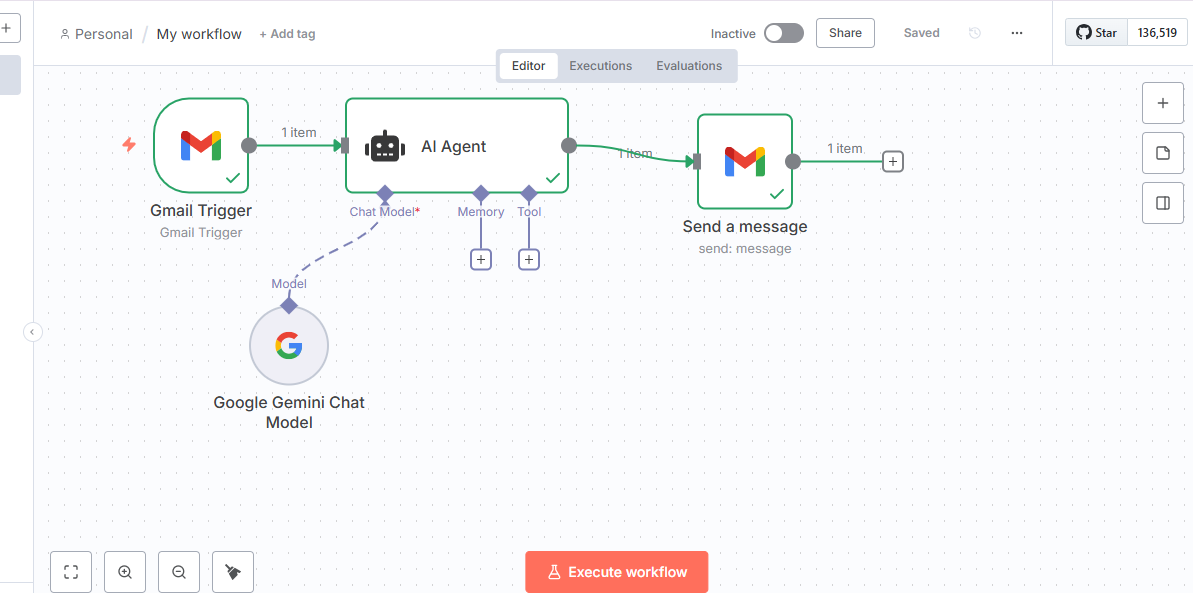 Personal / My workflow + Add tag
Inactive
Share
Saved
Star 136,519
Editor Executions Evaluations
1 item
AI Agent
1 item
1 item
Gmail Trigger
Gmail Trigger
Chat Model*
Memory
Tool
Send a message
send: message
Model
Google Gemini Chat
Model
Execute workflow